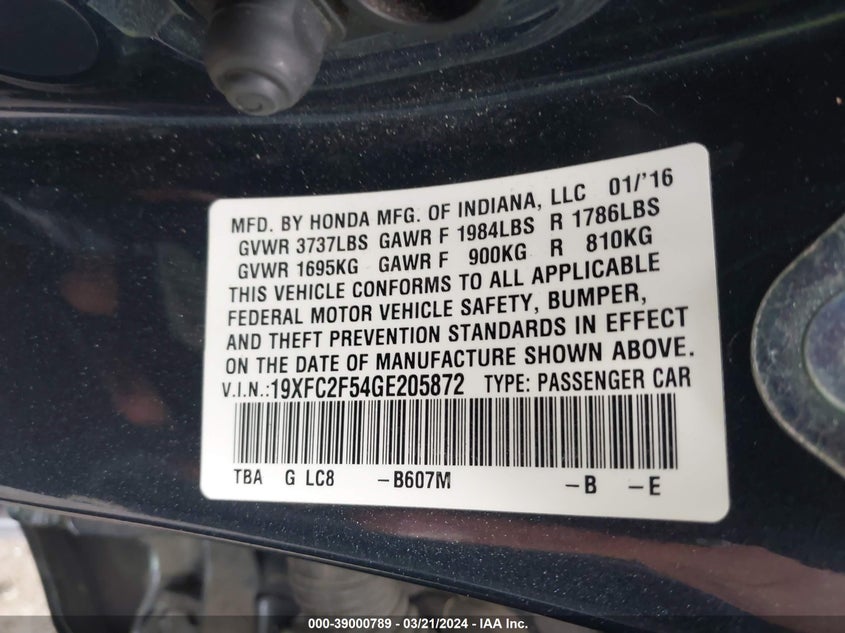 MFD. BY HONDA MFG. OF INDIANA, LLC 01/'16
GVWR 3737LBS GAWR F 1984LBS R 1786LBS
GVWR 1695KG GAWR F 900KG R 810KG
THIS VEHICLE CONFORMS TO ALL APPLICABLE
FEDERAL MOTOR VEHICLE SAFETY, BUMPER,
AND THEFT PREVENTION STANDARDS IN EFFECT
ON THE DATE OF MANUFACTURE SHOWN ABOVE.
V.I.N.:19XFC2F54GE205872 TYPE: PASSENGER CAR
TBA G LC8 -B607M -B -E
000-39000789 - 03/21/2024 - IAA Inc.